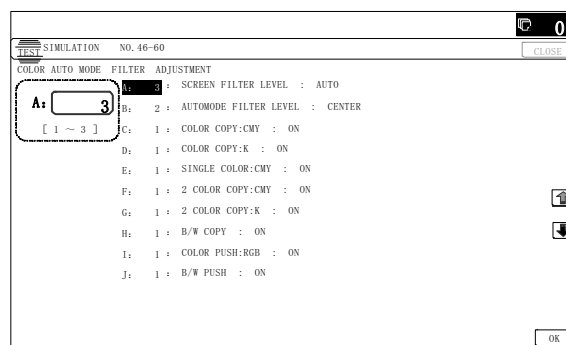 0
TEST SIMULATION NO. 46-60
CLOSE
COLOR AUTO MODE FILTER ADJUSTMENT
A: 3
[ 1 ～ 3 ]
A: 3 : SCREEN FILTER LEVEL : AUTO
B: 2 : AUTOMODE FILTER LEVEL : CENTER
C: 1 : COLOR COPY:CMY : ON
D: 1 : COLOR COPY:K : ON
E: 1 : SINGLE COLOR:CMY : ON
F: 1 : 2 COLOR COPY:CMY : ON
G: 1 : 2 COLOR COPY:K : ON
H: 1 : B/W COPY : ON
I: 1 : COLOR PUSH:RGB : ON
J: 1 : B/W PUSH : ON
OK